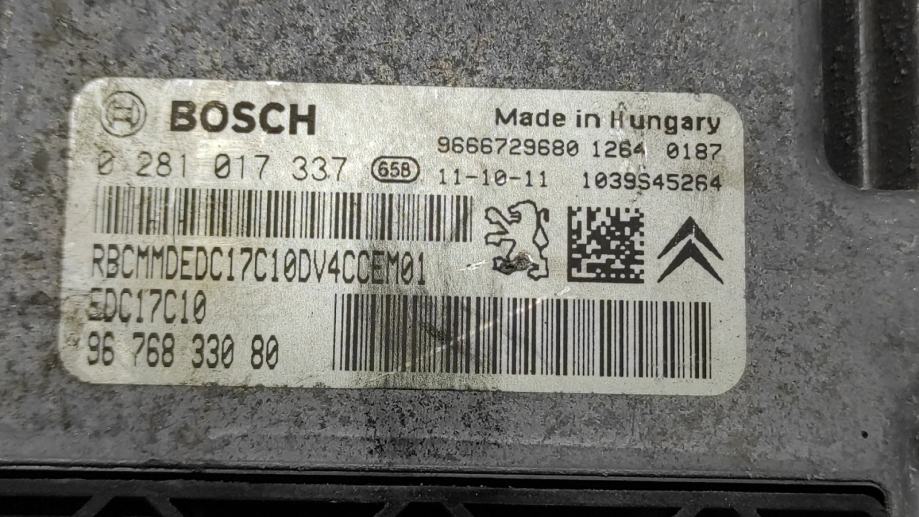 BOSCH
Made in Hungary
9666729680 1264 0187
0 281 017 337 658
11-10-11 1039S45264
RBCMMDEDC17C10DV4CCEM01
EDC17C10
96 768 330 80